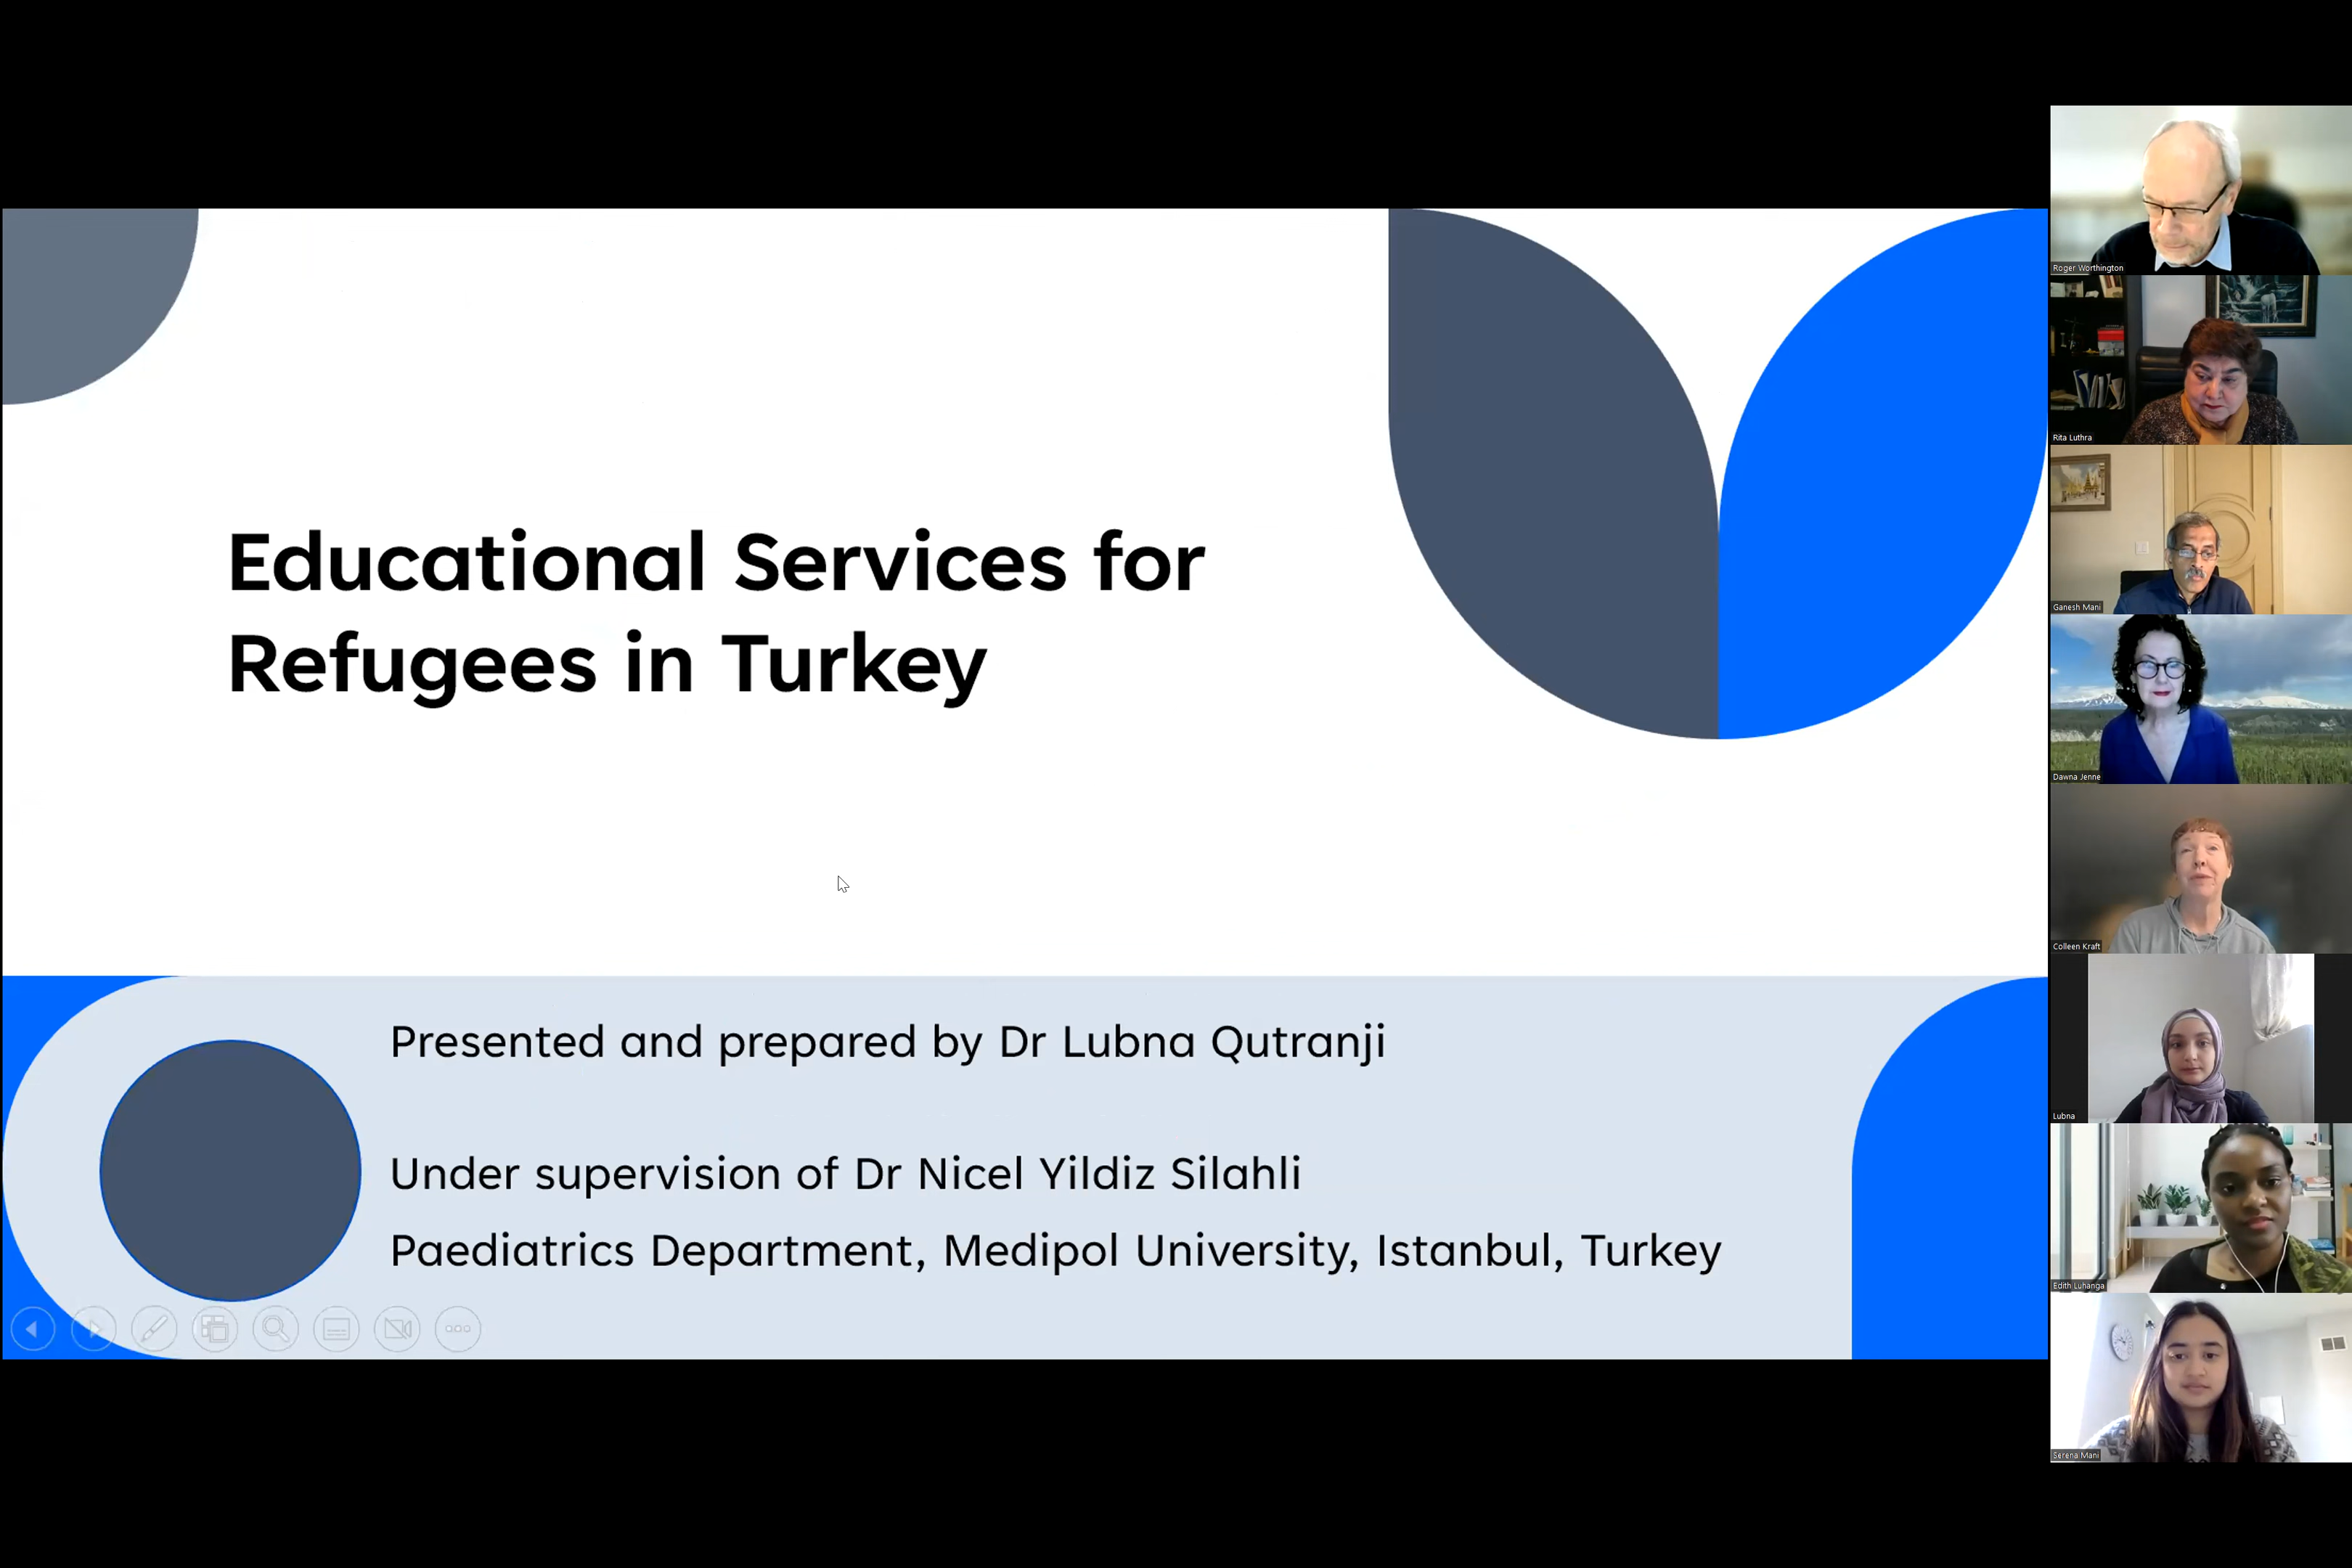 Educational Services for
Refugees in Turkey
Presented and prepared by Dr Lubna Qutranji
Under supervision of Dr Nicel Yildiz Silahli
Paediatrics Department, Medipol University, Istanbul, Turkey
Roger Worthington
Rita Luthra
Ganesh Mani
Dawna Jenne
Colleen Kraft
Lubna
Edith Luhanga
Serena Mani